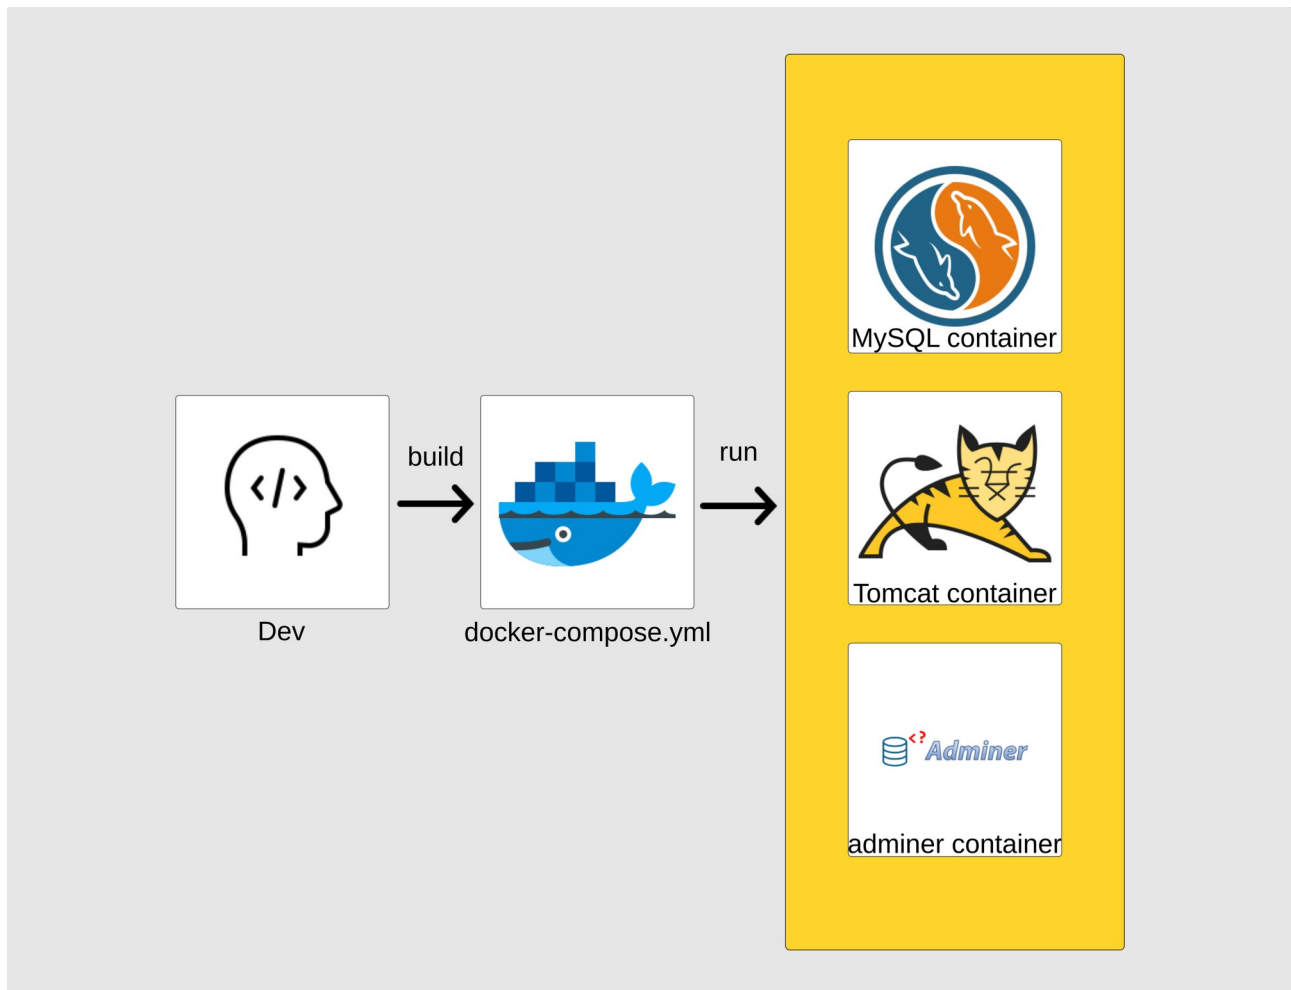 MySQL container
build
run
</>
Tomcat container
Dev
docker-compose.yml
<? Adminer
adminer container